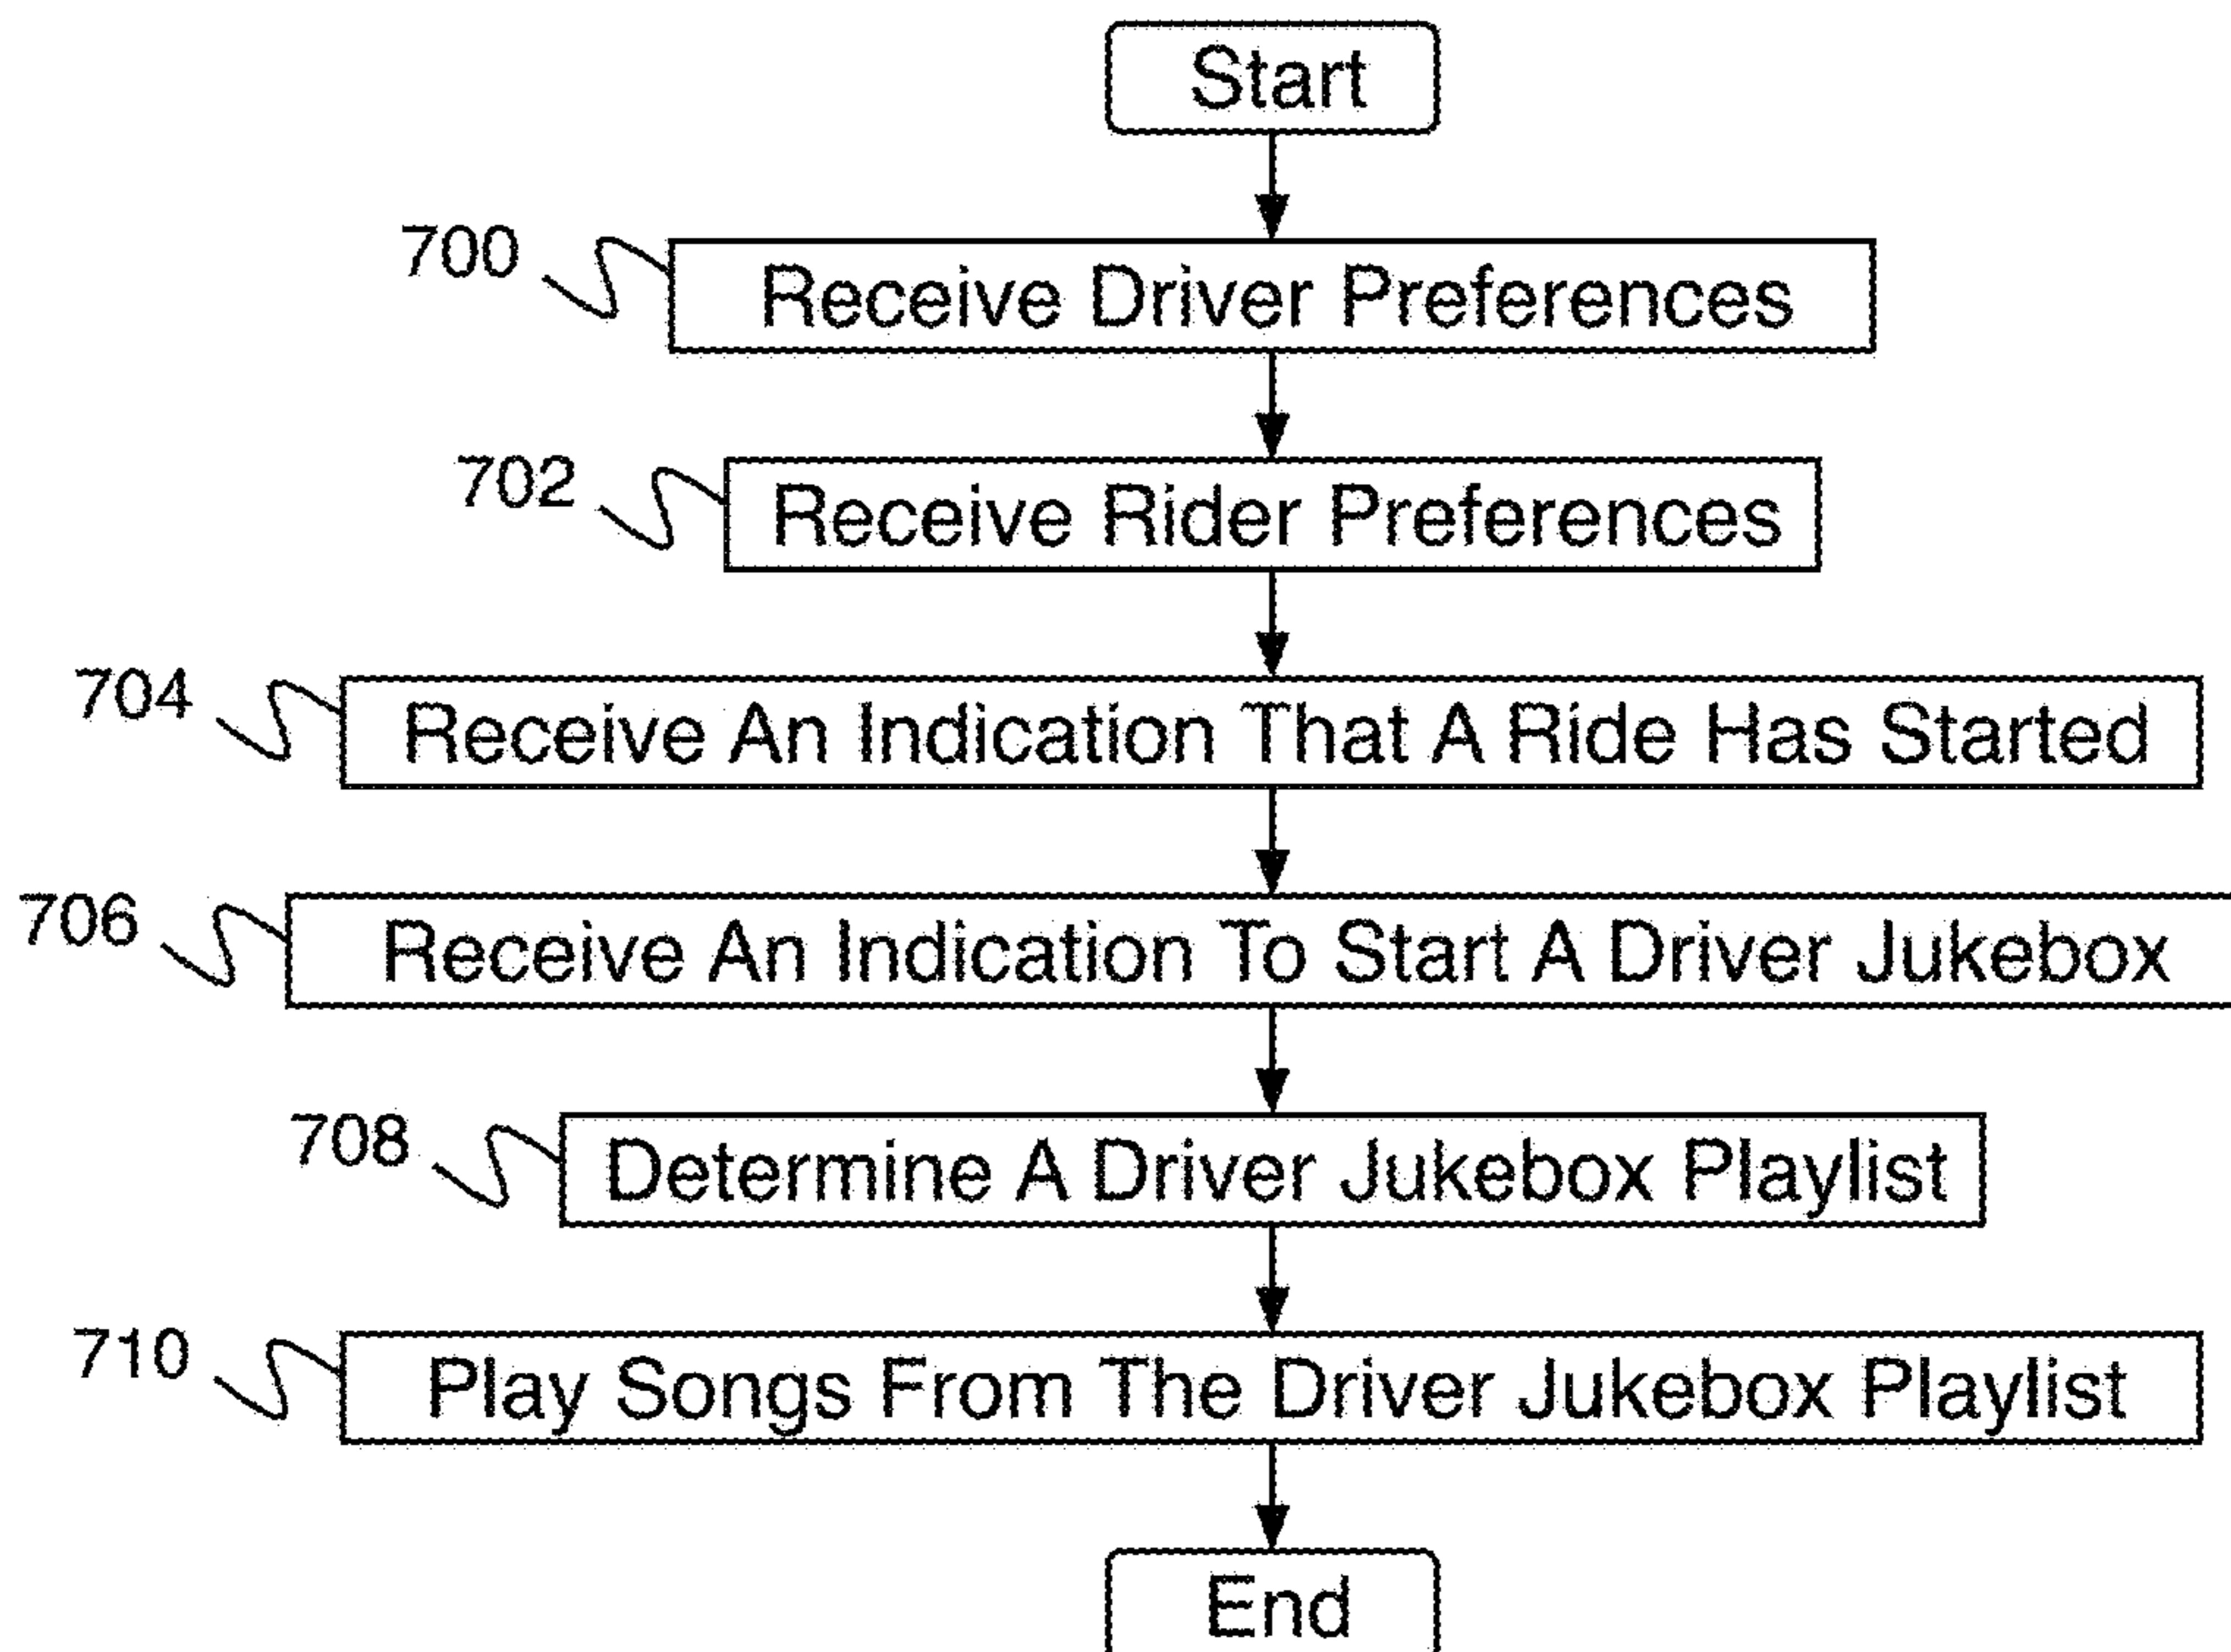 Start
700
Receive Driver Preferences
702
Receive Rider Preferences
704
Receive An Indication That A Ride Has Started
706
Receive An Indication To Start A Driver Jukebox
708
Determine A Driver Jukebox Playlist
710
Play Songs From The Driver Jukebox Playlist
End